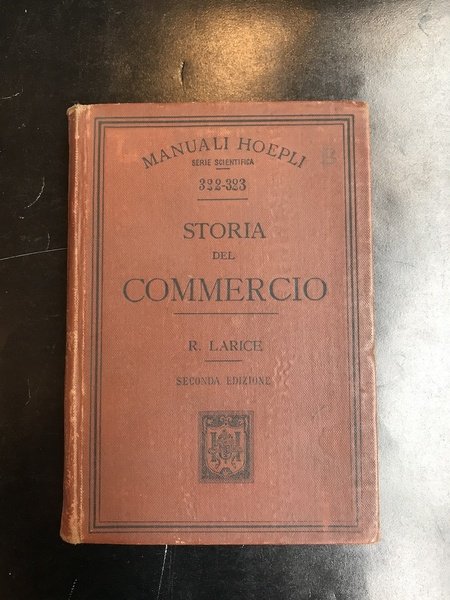 MANUALI HOEPLI
SERIE SCIENTIFICA
322-323
STORIA
DEL
COMMERCIO
R. LARICE
SECONDA EDIZIONE